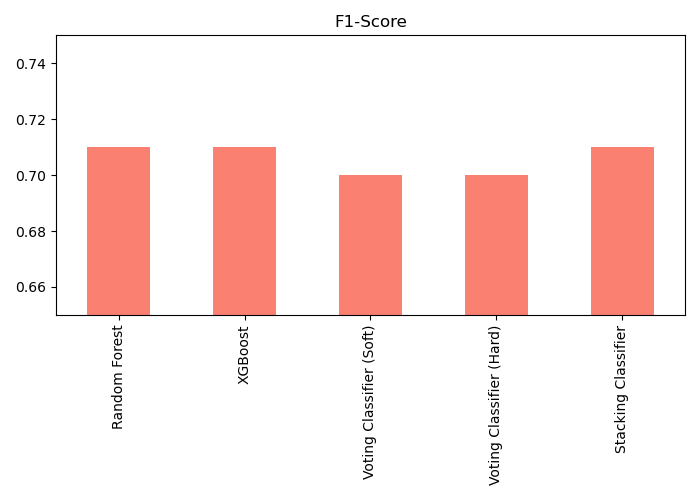 F1-Score
0.74
0.72
0.70
0.68
0.66
Random Forest
XGBoost
Voting Classifier (Soft)
Voting Classifier (Hard)
Stacking Classifier